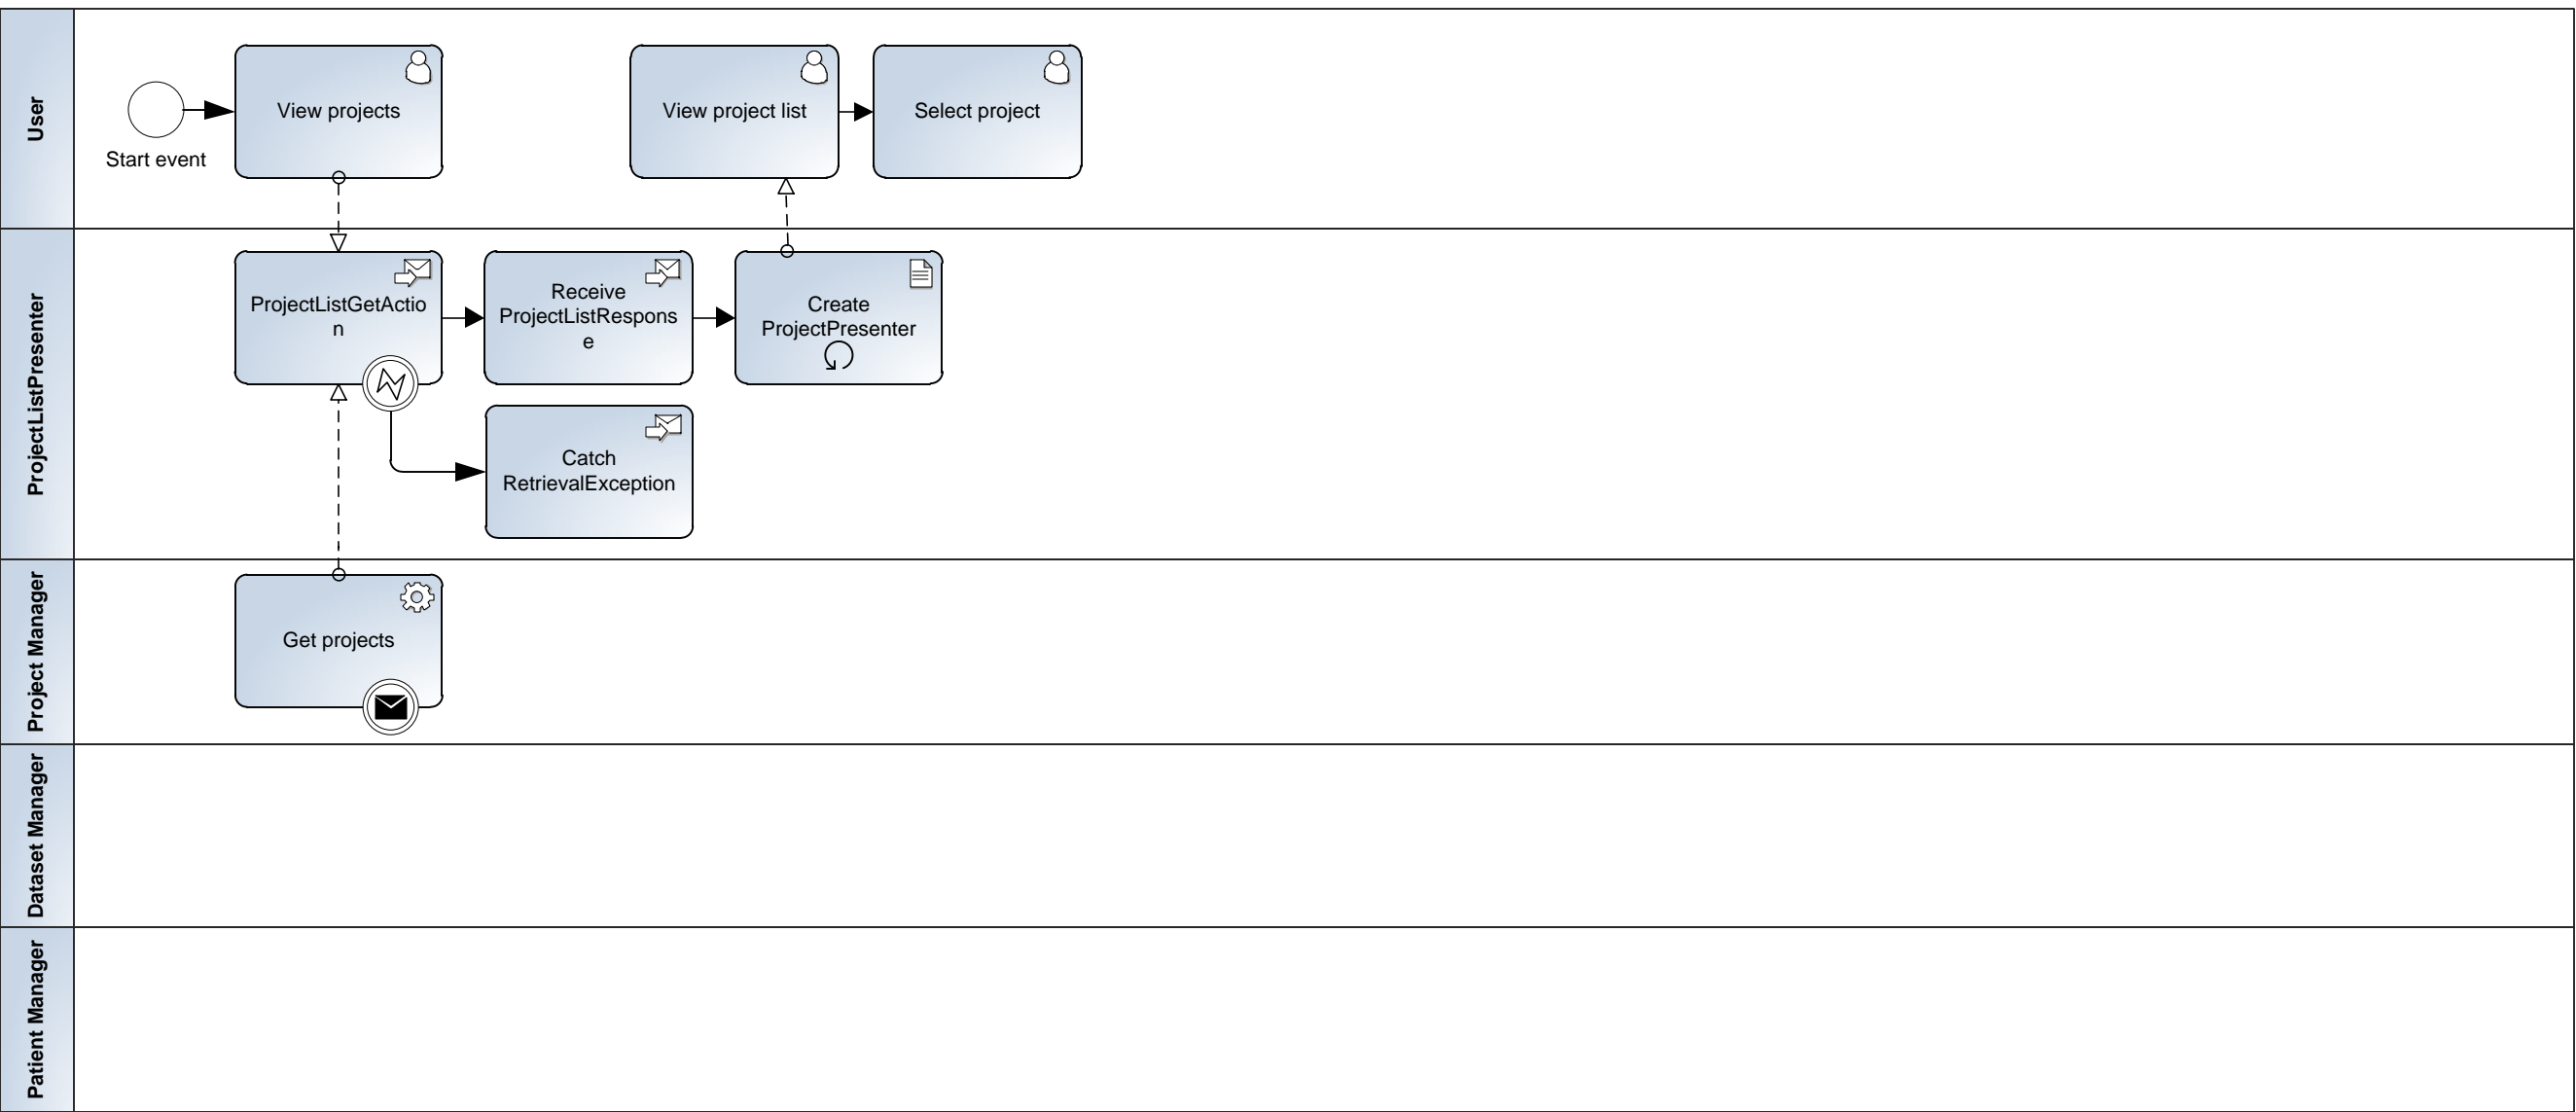 User
Start event
View projects
View project list
Select project
ProjectListPresenter
ProjectListGetActio
n
Receive
ProjectListRespons
e
Create
ProjectPresenter
Catch
RetrievalException
Project Manager
Get projects
Dataset Manager
Patient Manager